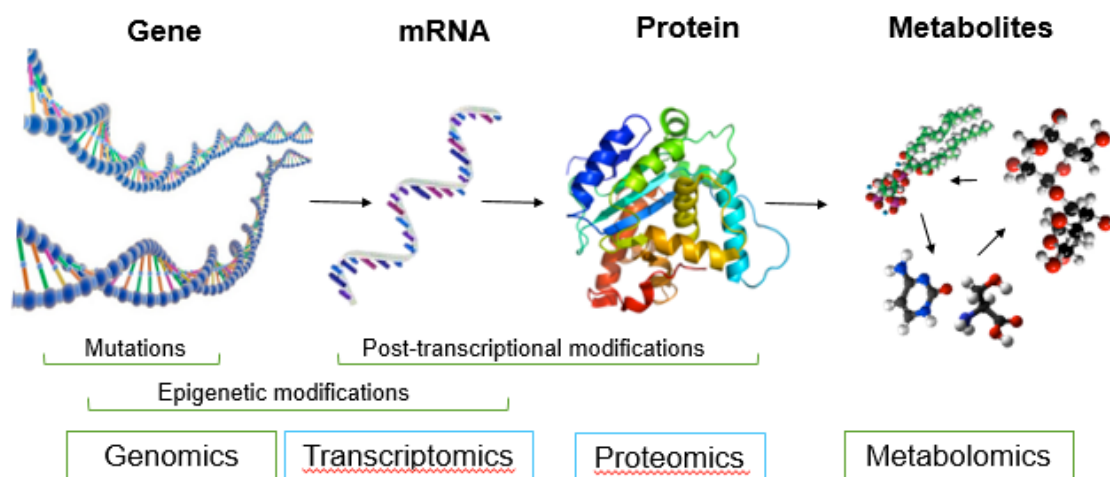 Gene mRNA Protein Metabolites
Mutations Post-transcriptional modifications
Epigenetic modifications
Genomics Transcriptomics Proteomics Metabolomics